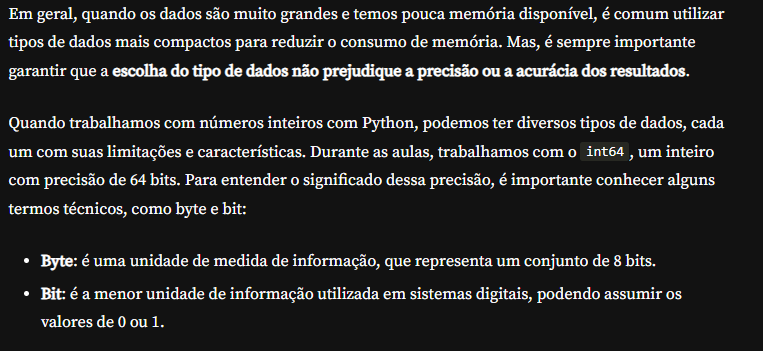 Em geral, quando os dados são muito grandes e temos pouca memória disponível, é comum utilizar
tipos de dados mais compactos para reduzir o consumo de memória. Mas, é sempre importante
garantir que a escolha do tipo de dados não prejudique a precisão ou a acurácia dos resultados.
Quando trabalhamos com números inteiros com Python, podemos ter diversos tipos de dados, cada
um com suas limitações e características. Durante as aulas, trabalhamos com o int64, um inteiro
com precisão de 64 bits. Para entender o significado dessa precisão, é importante conhecer alguns
termos técnicos, como byte e bit:
• Byte: é uma unidade de medida de informação, que representa um conjunto de 8 bits.
• Bit: é a menor unidade de informação utilizada em sistemas digitais, podendo assumir os
valores de 0 ou 1.